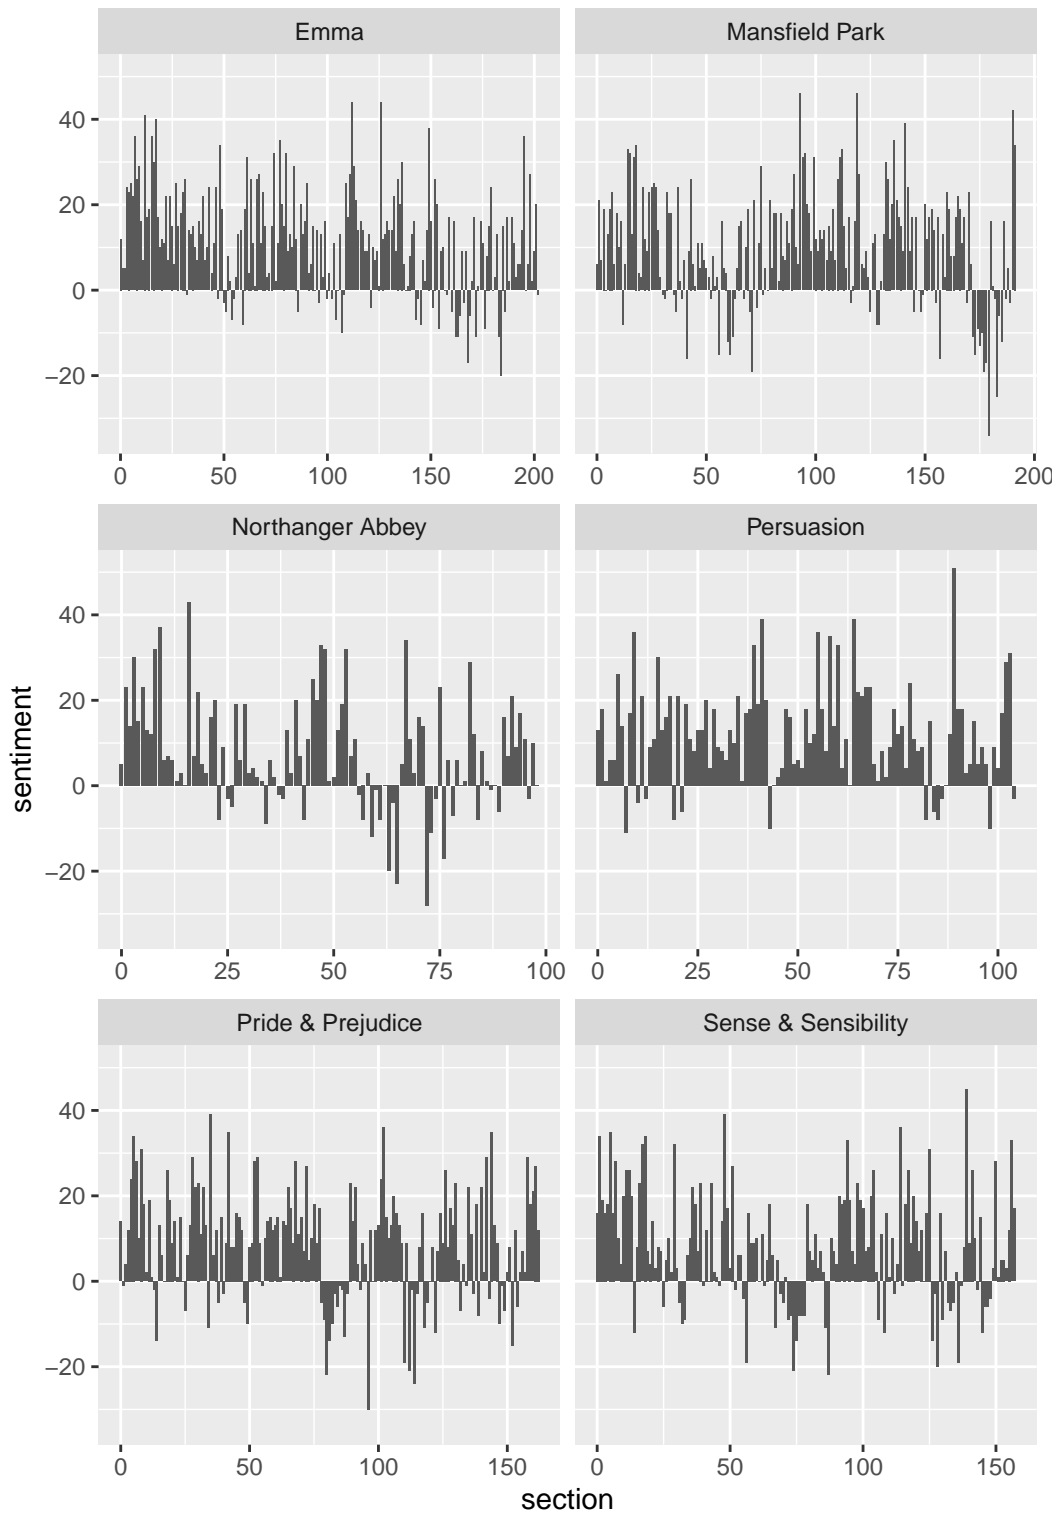 Emma Mansfield Park
40
20
0
−20
0 50 100 150 200 0 50 100 150 200
Northanger Abbey Persuasion
40
20
0
−20
0 25 50 75 100 0 25 50 75 100
sentiment
Pride & Prejudice Sense & Sensibility
40
20
0
−20
0 50 100 150 0 50 100 150
section